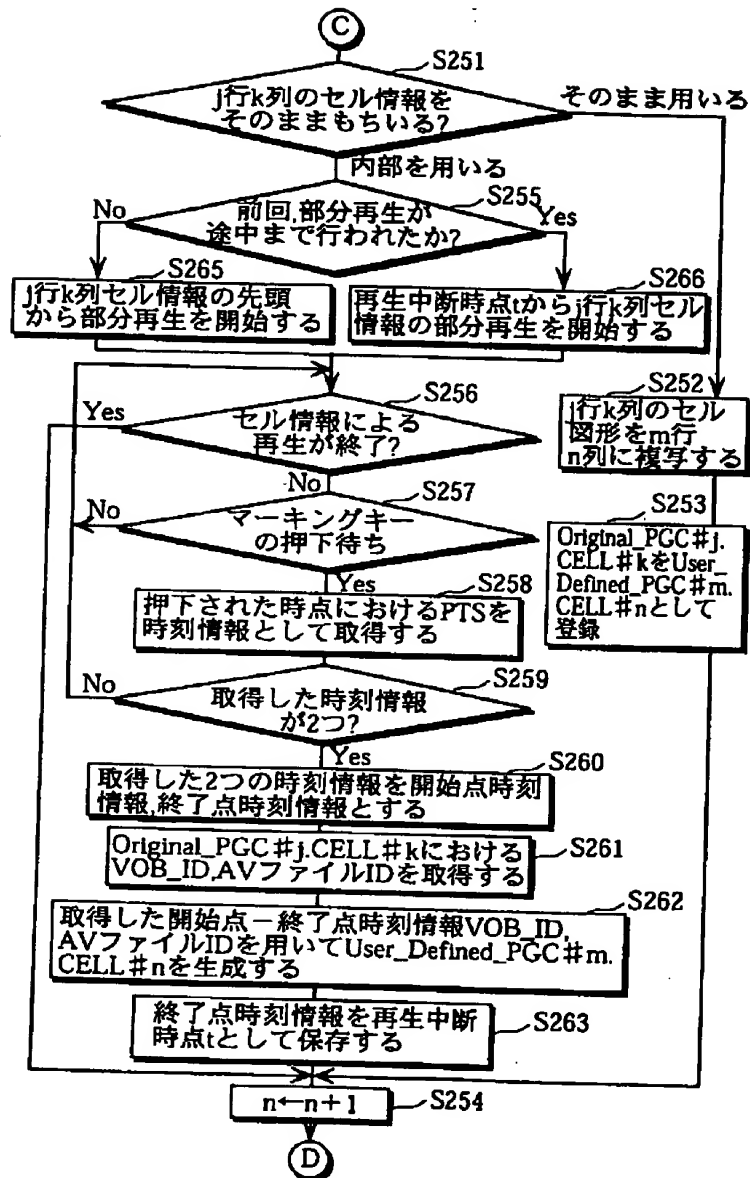 C
S251
j行k列のセル情報を
そのままもちいる?
そのまま用いる
内部を用いる
S255
前回,部分再生が
途中まで行われたか?
No
Yes
S265
j行k列セル情報の先頭
から部分再生を開始する
S266
再生中断時点tからj行k列セル
情報の部分再生を開始する
S256
セル情報による
再生が終了?
Yes
No
S252
j行k列のセル
図形をm行
n列に複写する
S257
マーキングキー
の押下待ち
No
Yes
S253
Original_PGC#j.
CELL#kをUser_
Defined_PGC#m.
CELL#nとして
登録
S258
押下された時点におけるPTSを
時刻情報として取得する
S259
取得した時刻情報
が2つ?
No
Yes
S260
取得した2つの時刻情報を開始点時刻
情報,終了点時刻情報とする
S261
Original_PGC#j.CELL#kにおける
VOB_ID,AVファイルIDを取得する
S262
取得した開始点-終了点時刻情報VOB_ID,
AVファイルIDを用いてUser_Defined_PGC#m.
CELL#nを生成する
S263
終了点時刻情報を再生中断
時点tとして保存する
n←n+1
S254
D